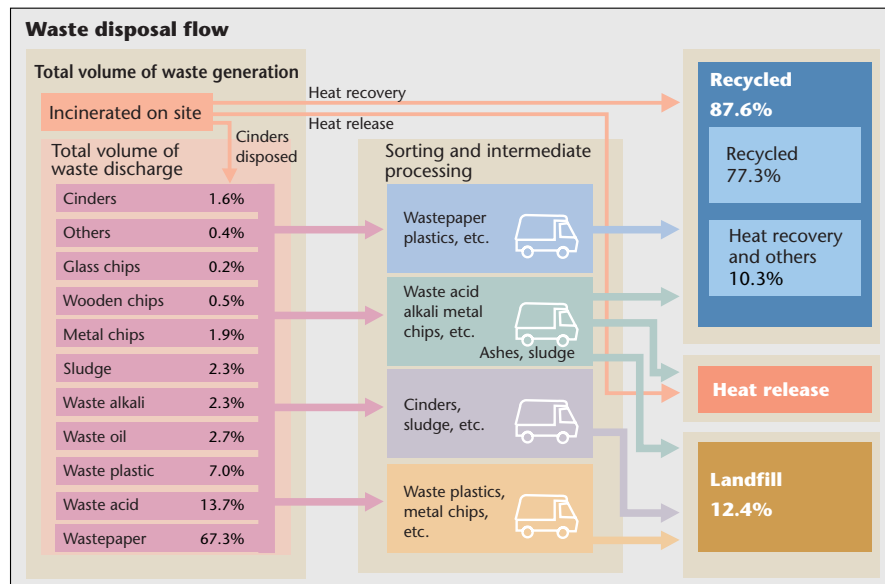 Waste disposal flow
Total volume of waste generation
Incinerated on site
Heat recovery
Heat release
Cinders
disposed
Total volume of
waste discharge
Cinders 1.6%
Others 0.4%
Glass chips 0.2%
Wooden chips 0.5%
Metal chips 1.9%
Sludge 2.3%
Waste alkali 2.3%
Waste oil 2.7%
Waste plastic 7.0%
Waste acid 13.7%
Wastepaper 67.3%
Sorting and intermediate
processing
Wastepaper
plastics, etc.
Waste acid
alkali metal
chips, etc.
Ashes, sludge
Cinders,
sludge, etc.
Waste plastics,
metal chips,
etc.
Recycled
87.6%
Recycled
77.3%
Heat recovery
and others
10.3%
Heat release
Landfill
12.4%